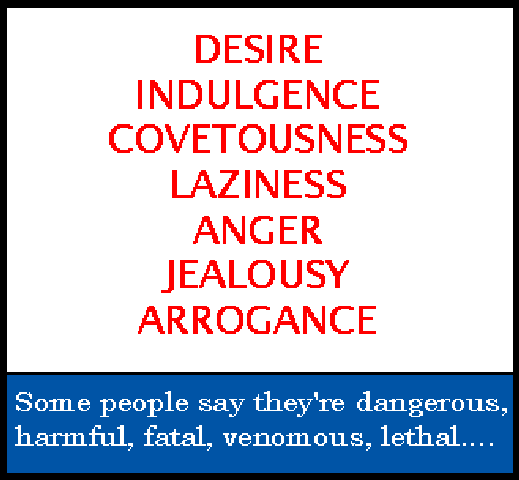 DESIRE
INDULGENCE
COVETOUSNESS
LAZINESS
ANGER
JEALOUSY
ARROGANCE
Some people say they're dangerous,
harmful, fatal, venomous, lethal....